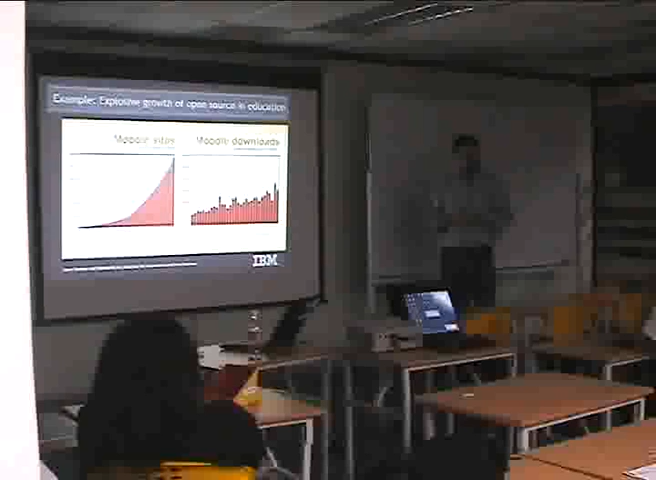 Example: Explosive growth of open source in education
Moodle sites
Moodle downloads
IBM